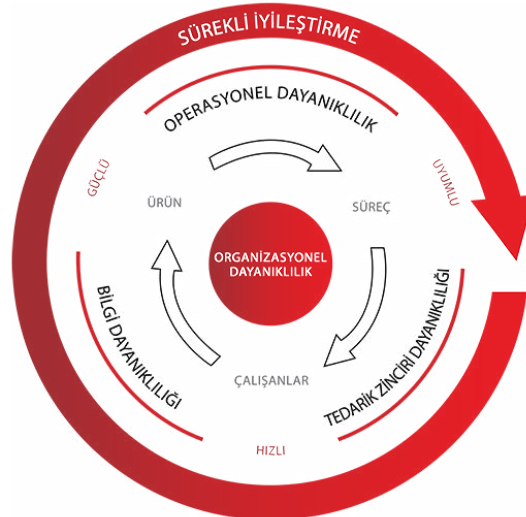 SÜREKLİ İYİLEŞTİRME
OPERASYONEL DAYANIKLILIK
GÜÇLÜ
UYUMLU
ÜRÜN
SÜREÇ
ORGANİZASYONEL
DAYANIKLILIK
BİLGİ DAYANIKLILIĞI
TEDARİK ZİNCİRİ DAYANIKLILIĞI
ÇALIŞANLAR
HIZLI